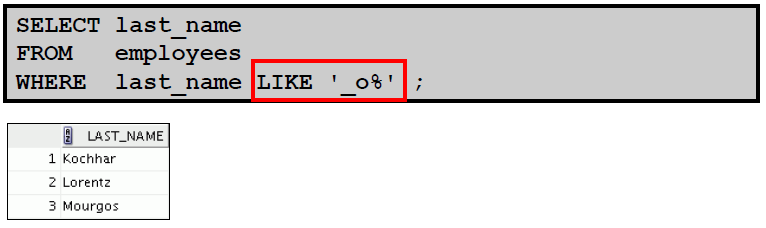 SELECT last_name
FROM employees
WHERE last_name LIKE '_o%' ;
LAST_NAME
1 Kochhar
2 Lorentz
3 Mourgos